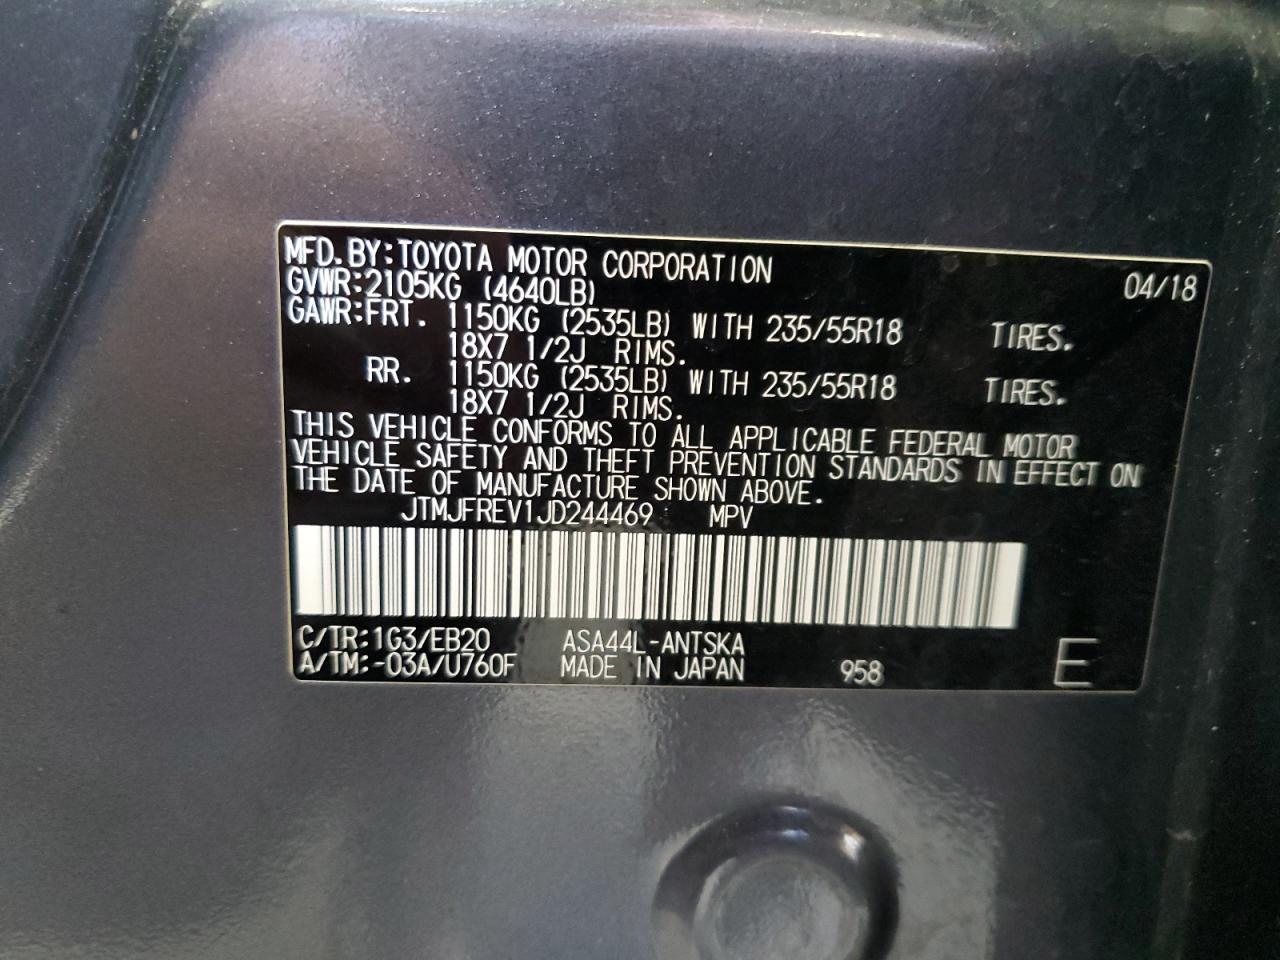 MFD.BY:TOYOTA MOTOR CORPORATION 04/18
GVWR:2105KG (4640LB)
GAWR:FRT. 1150KG (2535LB) WITH 235/55R18 TIRES.
18X7 1/2J RIMS.
RR. 1150KG (2535LB) WITH 235/55R18 TIRES.
18X7 1/2J RIMS.
THIS VEHICLE CONFORMS TO ALL APPLICABLE FEDERAL MOTOR
VEHICLE SAFETY AND THEFT PREVENTION STANDARDS IN EFFECT ON
THE DATE OF MANUFACTURE SHOWN ABOVE.
JTMJFREV1JD244469 MPV
C/TR:1G3/EB20 ASA44L-ANTSKA
A/TM:-03A/U760F MADE IN JAPAN 958 E